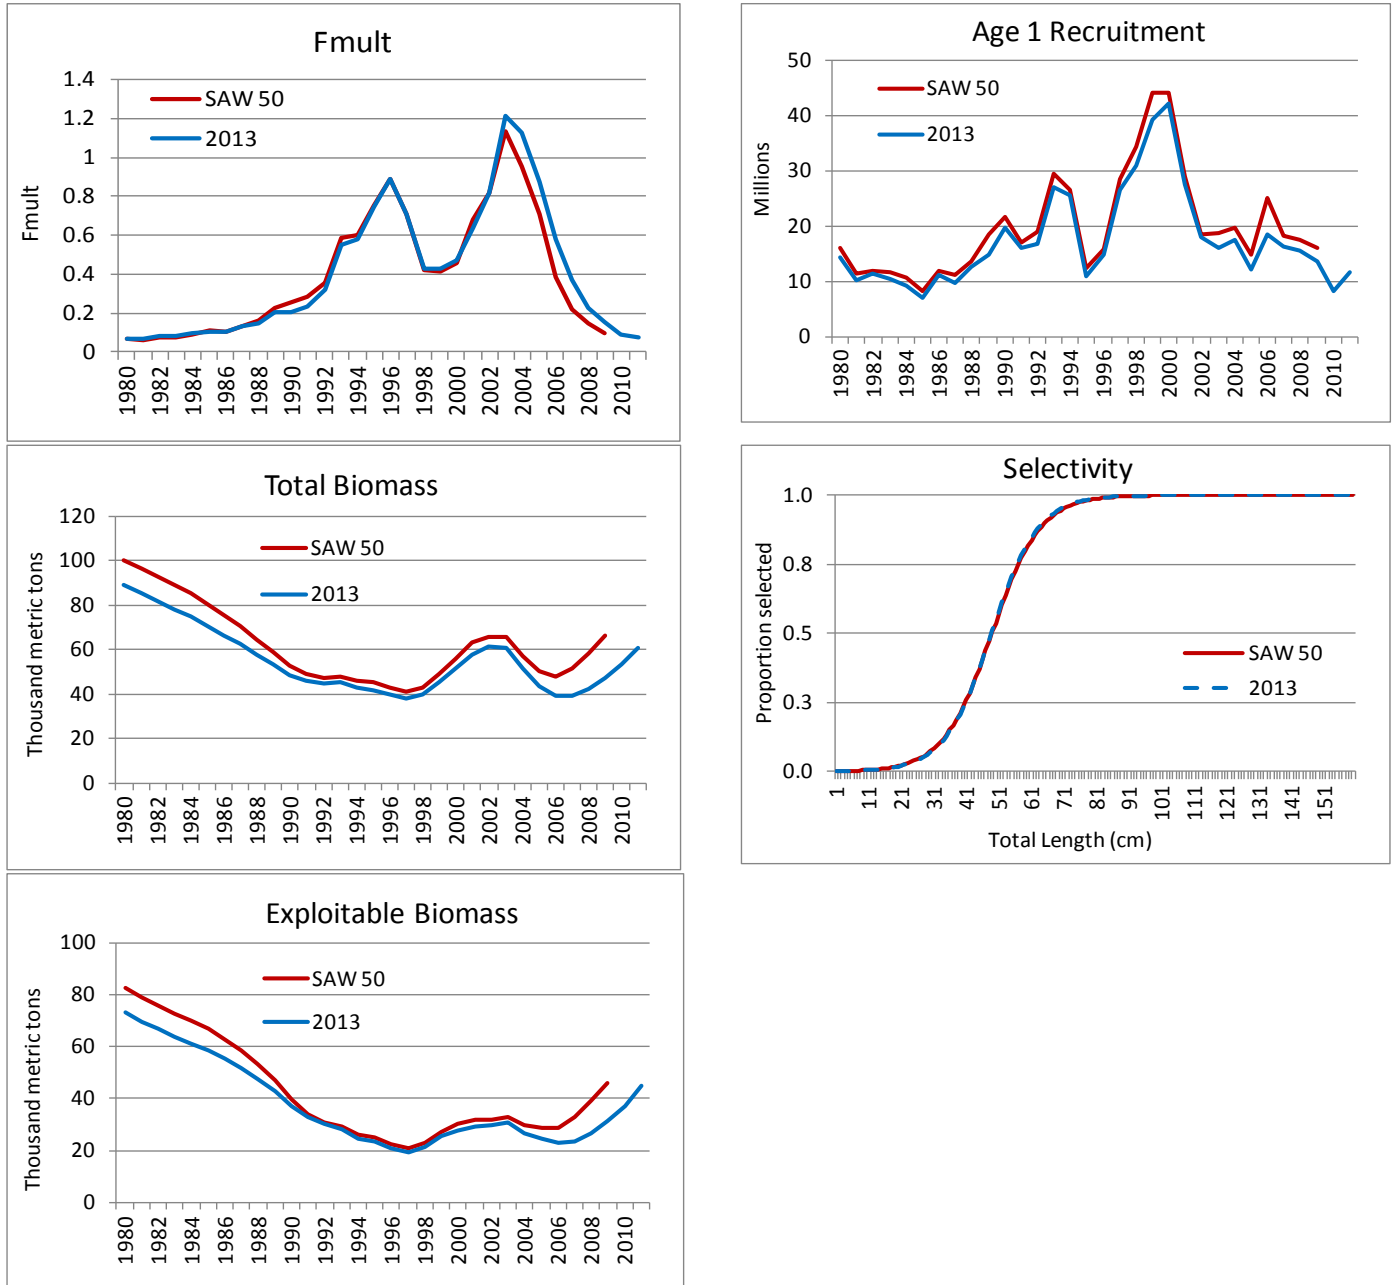 Fmult
1.4
1.2
1
0.8
0.6
0.4
0.2
0
Fmult
SAW 50
2013
1980 1982 1984 1986 1988 1990 1992 1994 1996 1998 2000 2002 2004 2006 2008 2010
Age 1 Recruitment
50
40
30
20
10
0
Millions
SAW 50
2013
1980 1982 1984 1986 1988 1990 1992 1994 1996 1998 2000 2002 2004 2006 2008 2010
Total Biomass
120
100
80
60
40
20
0
Thousand metric tons
SAW 50
2013
1980 1982 1984 1986 1988 1990 1992 1994 1996 1998 2000 2002 2004 2006 2008 2010
Selectivity
1.0
0.8
0.5
0.3
0.0
Proportion selected
SAW 50
2013
1 11 21 31 41 51 61 71 81 91 101 111 121 131 141 151
Total Length (cm)
Exploitable Biomass
100
80
60
40
20
0
Thousand metric tons
SAW 50
2013
1980 1982 1984 1986 1988 1990 1992 1994 1996 1998 2000 2002 2004 2006 2008 2010